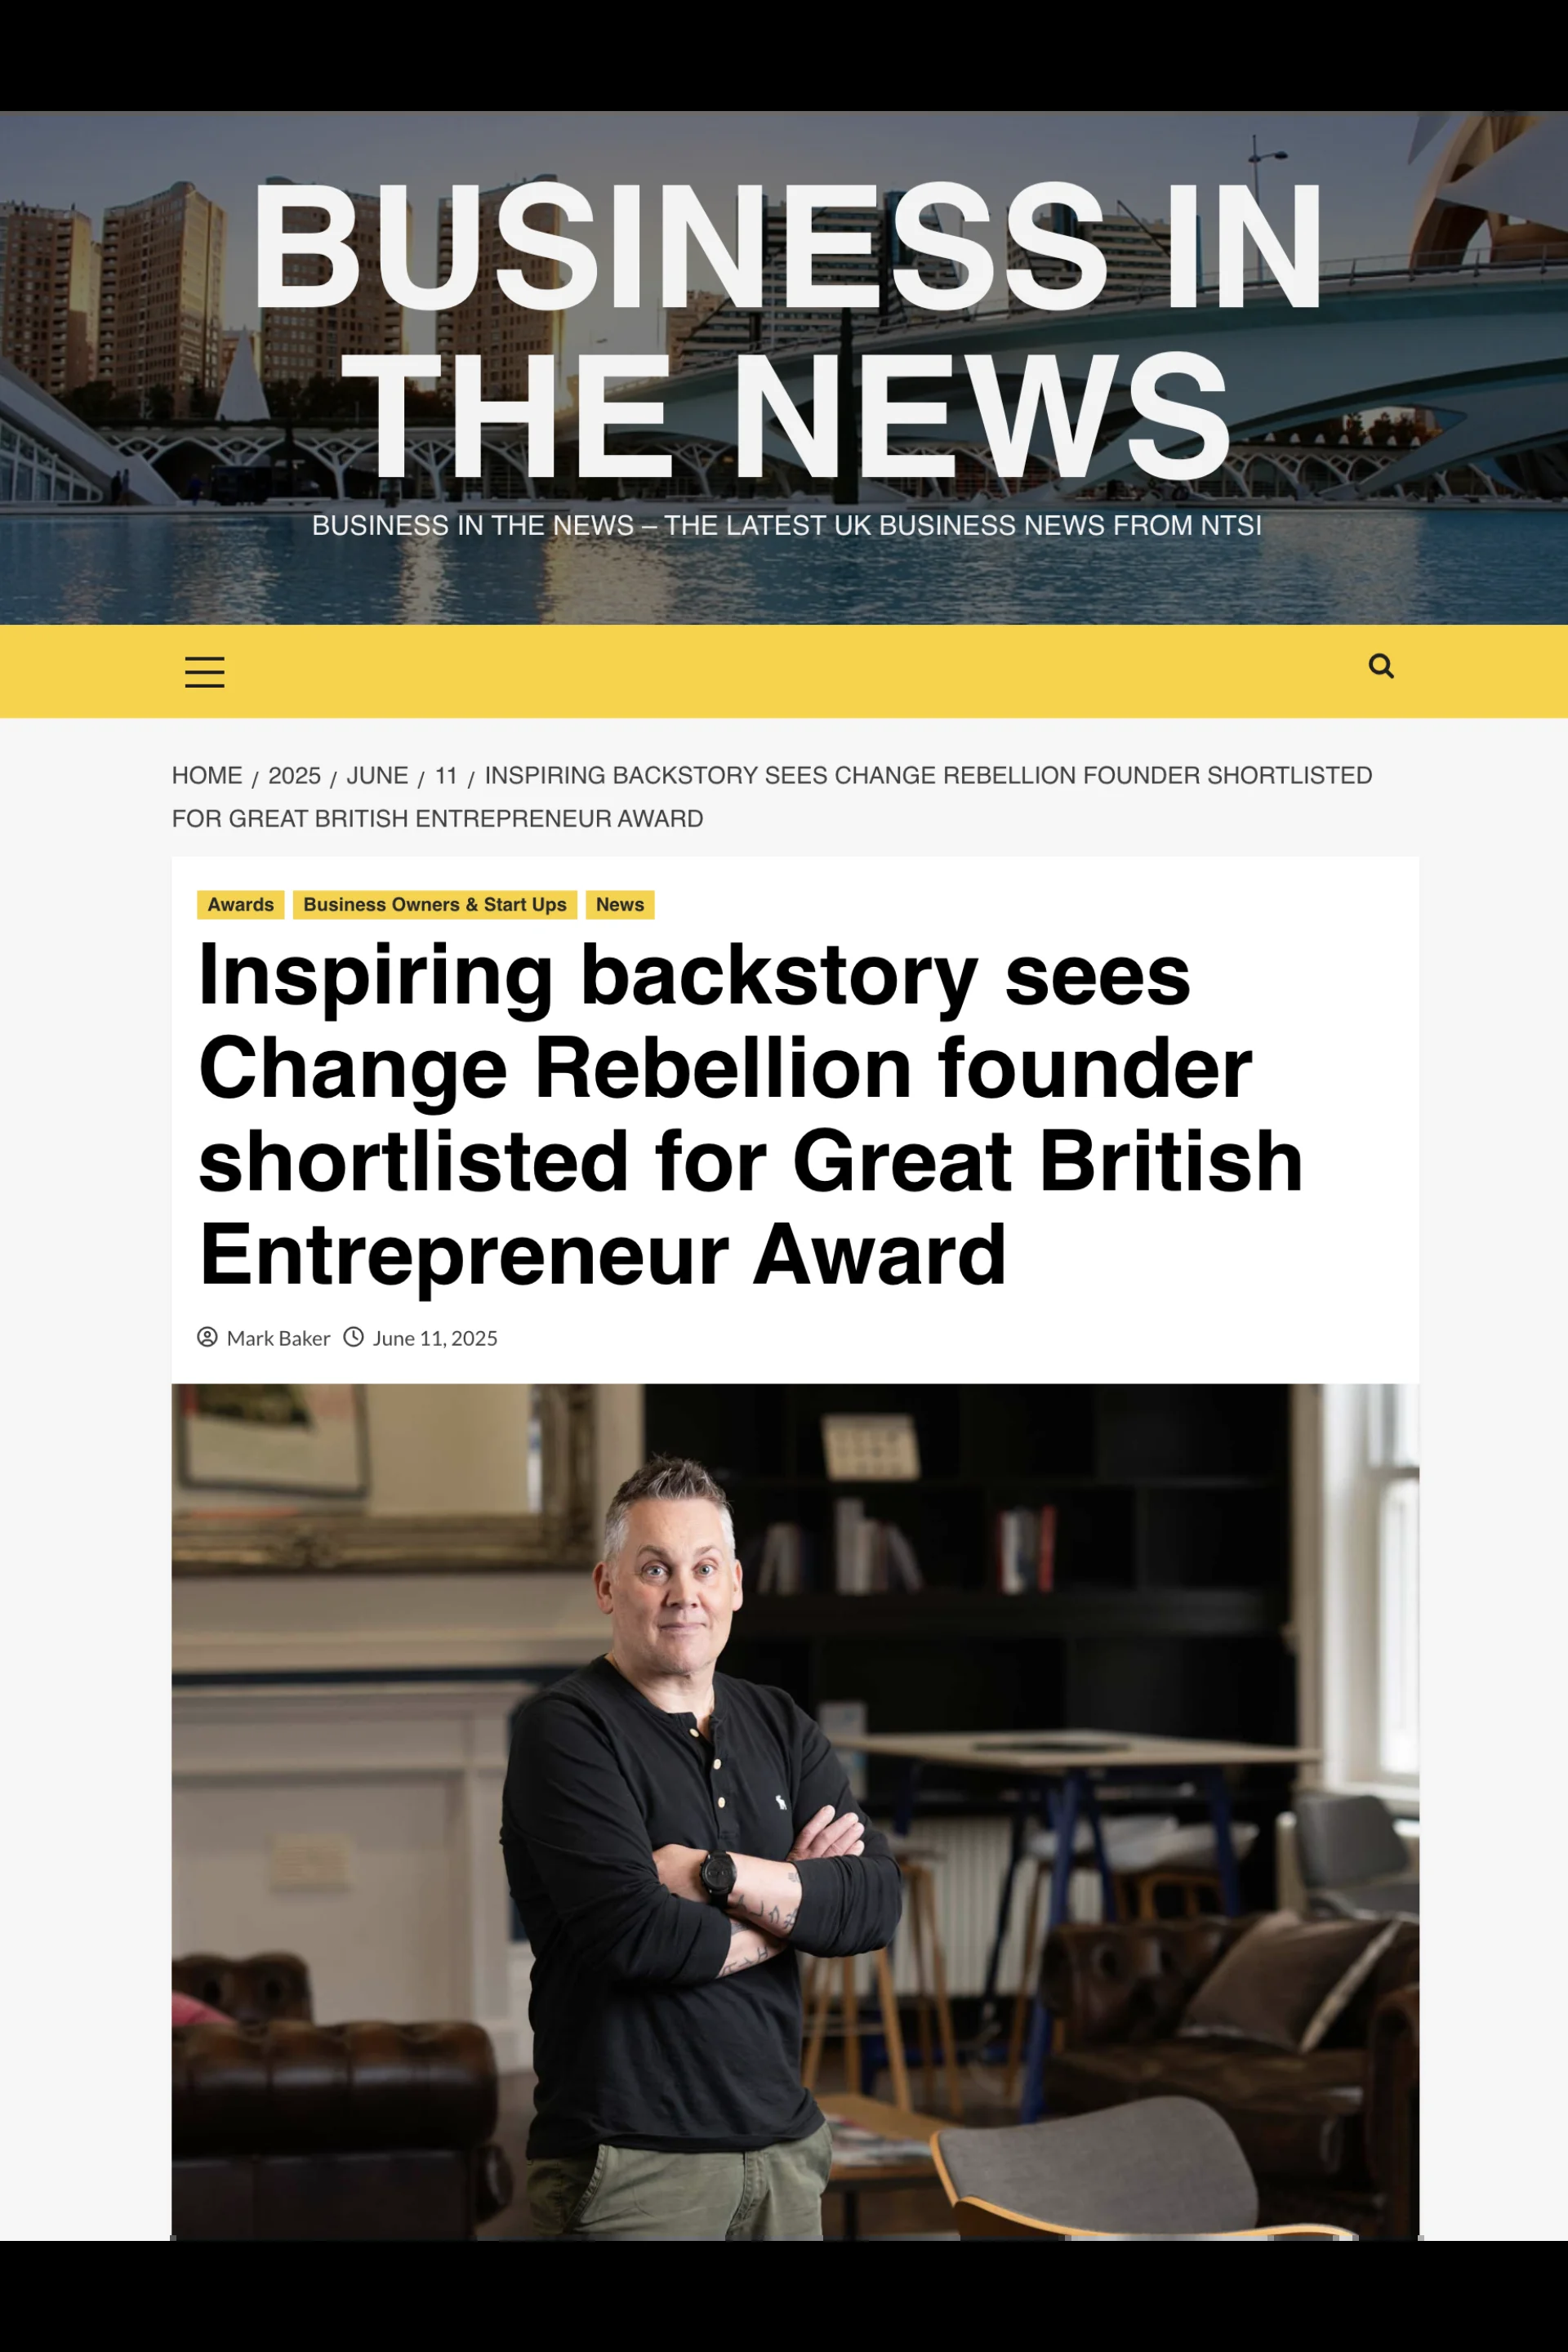 BUSINESS IN
THE NEWS
BUSINESS IN THE NEWS – THE LATEST UK BUSINESS NEWS FROM NTSI
HOME / 2025 / JUNE / 11 / INSPIRING BACKSTORY SEES CHANGE REBELLION FOUNDER SHORTLISTED
FOR GREAT BRITISH ENTREPRENEUR AWARD
Awards Business Owners & Start Ups News
Inspiring backstory sees
Change Rebellion founder
shortlisted for Great British
Entrepreneur Award
Mark Baker June 11, 2025